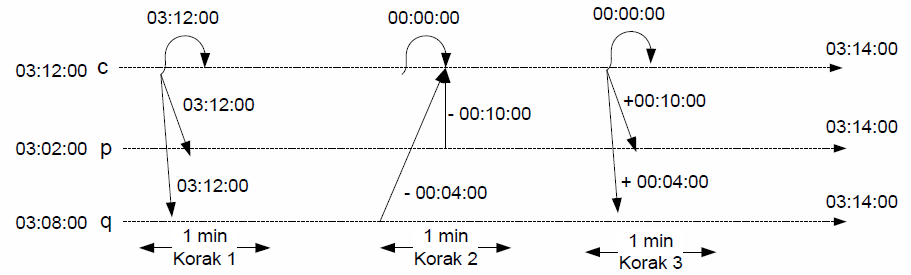 03:12:00
00:00:00
00:00:00
03:12:00 c
03:14:00
03:12:00
- 00:10:00
+00:10:00
03:02:00 p
03:14:00
03:12:00
- 00:04:00
+ 00:04:00
03:08:00 q
03:14:00
1 min
Korak 1
1 min
Korak 2
1 min
Korak 3